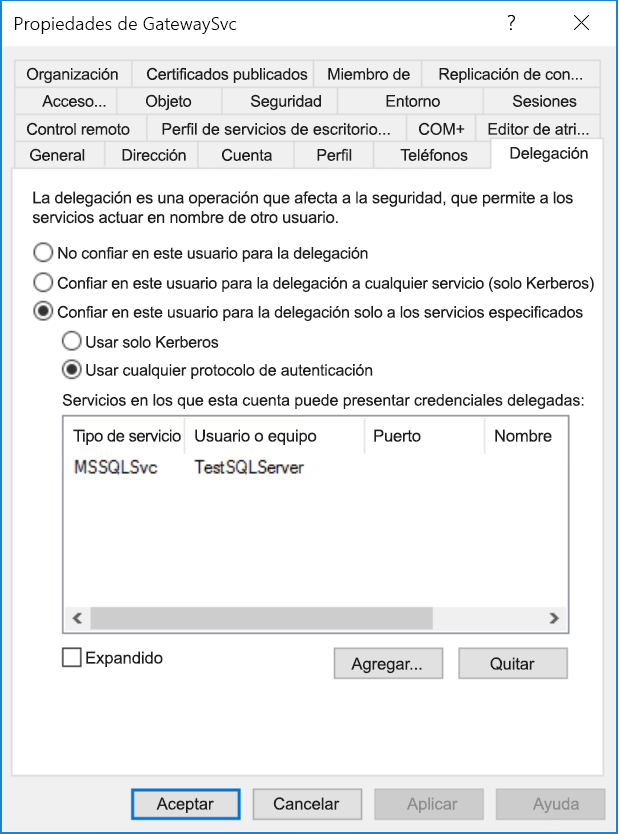 Propiedades de GatewaySvc
Organización Certificados publicados Miembro de Replicación de con...
Acceso... Objeto Seguridad Entorno Sesiones
Control remoto Perfil de servicios de escritorio... COM+ Editor de atri...
General Dirección Cuenta Perfil Teléfonos Delegación
La delegación es una operación que afecta a la seguridad, que permite a los
servicios actuar en nombre de otro usuario.
No confiar en este usuario para la delegación
Confiar en este usuario para la delegación a cualquier servicio (solo Kerberos)
Confiar en este usuario para la delegación solo a los servicios especificados
Usar solo Kerberos
Usar cualquier protocolo de autenticación
Servicios en los que esta cuenta puede presentar credenciales delegadas:
Tipo de servicio Usuario o equipo Puerto Nombre
MSSQLSvc TestSQLServer
Expandido Agregar... Quitar
Aceptar Cancelar Aplicar Ayuda